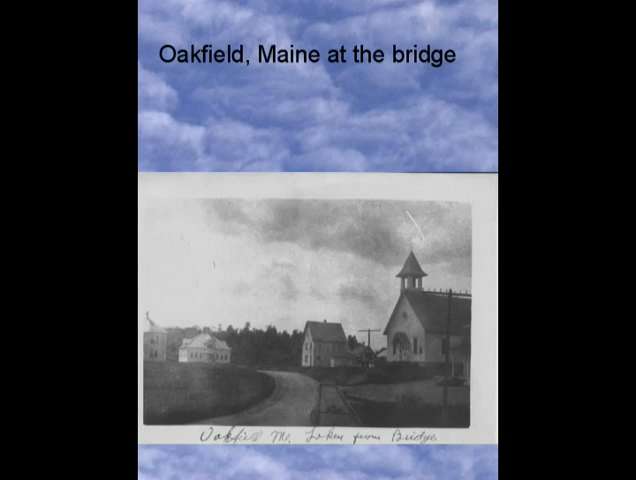 Oakfield, Maine at the bridge
Oakfield Me. Taken from Bridge